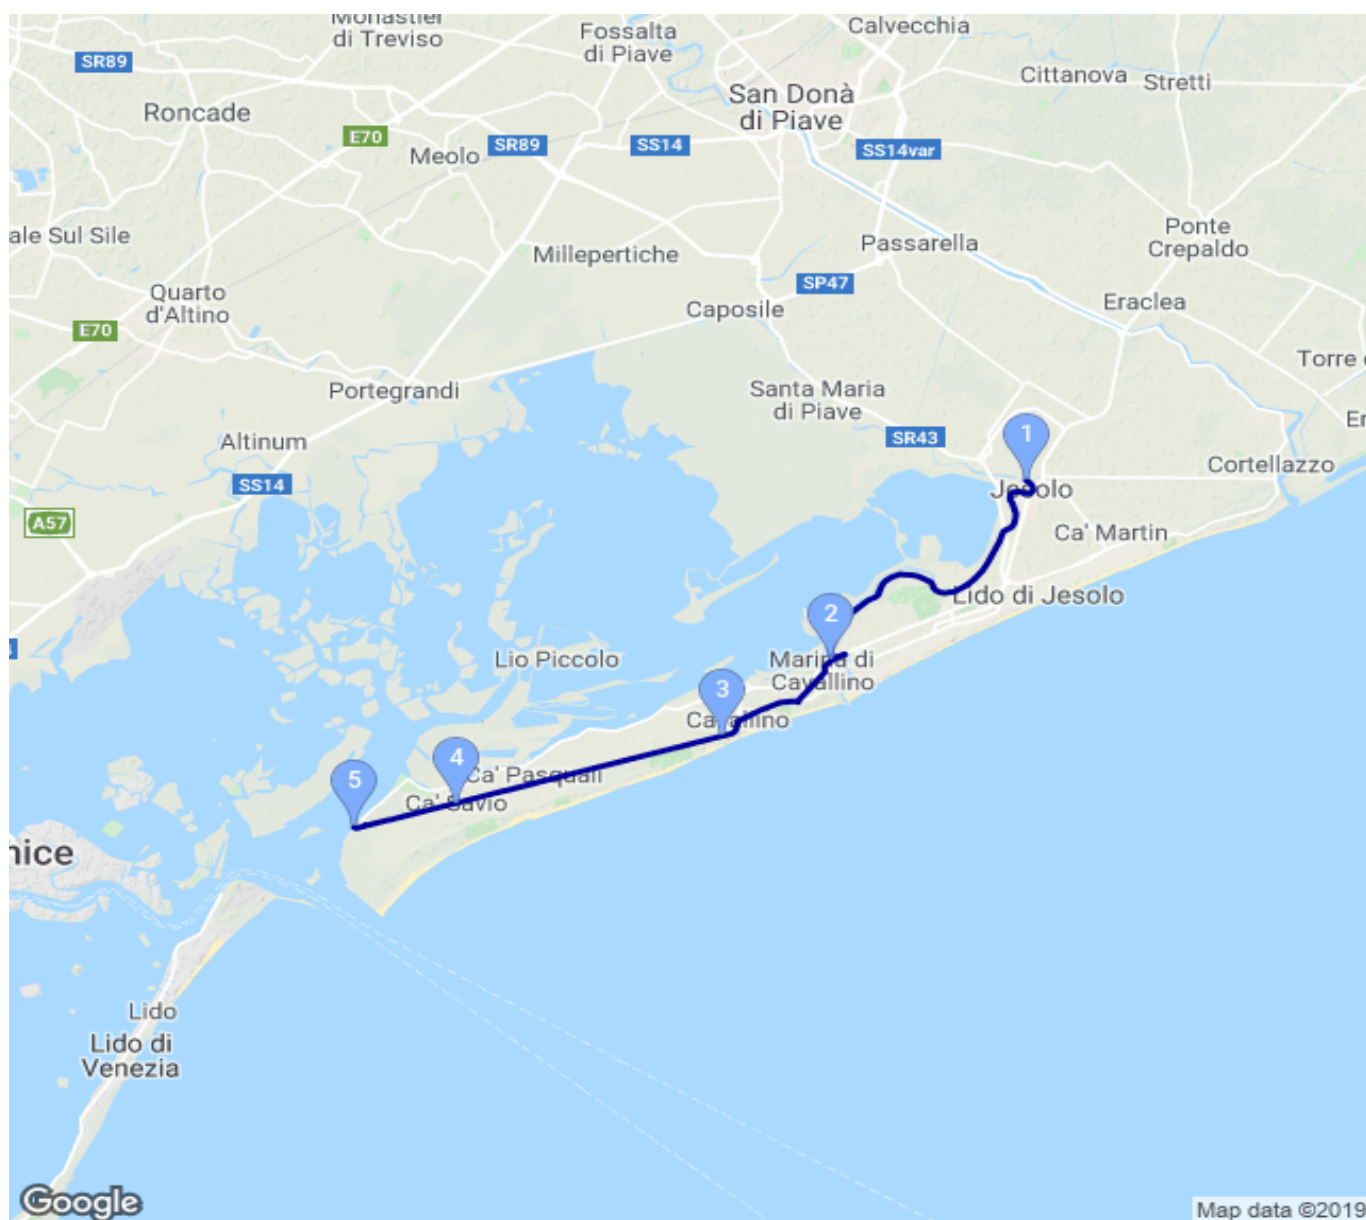 Monastier
di Treviso
Fossalta
di Piave
Calvecchia
SR89
Cittanova
Stretti
Roncade
San Donà
di Piave
E70
SR89
SS14
SS14var
Meolo
ale Sul Sile
Millepertiche
Passarella
Ponte
Crepaldo
SP47
Quarto
d'Altino
Caposile
Eraclea
E70
Torre
Portegrandi
Santa Maria
di Piave
Altinum
SR43
1
Cortellazzo
SS14
Jesolo
A57
Ca' Martin
Lido di Jesolo
2
Lio Piccolo
Marina di
Cavallino
3
Cavallino
4
5
Ca' Pasquali
Ca' Savio
nice
Lido
Lido di
Venezia
Google
Map data ©2019